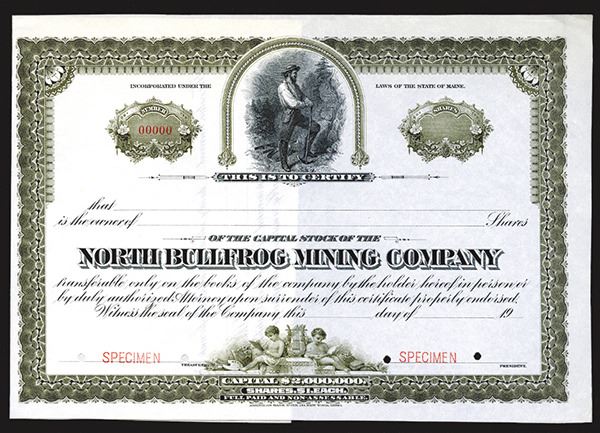 INCORPORATED UNDER THE LAWS OF THE STATE OF MAINE.
NUMBER SHARES
00000
THIS IS TO CERTIFY
that
is the owner of Shares
OF THE CAPITAL STOCK OF THE
NORTH BULLFROG MINING COMPANY
transferable only on the books of the company by the holder hereof in person or
by duly authorized Attorney upon surrender of this certificate properly endorsed.
Witness the seal of the Company this day of 19
SPECIMEN SPECIMEN
TREASURER PRESIDENT.
CAPITAL $2,000,000.
SHARES, $1 EACH.
FULL PAID AND NON-ASSESSABLE.